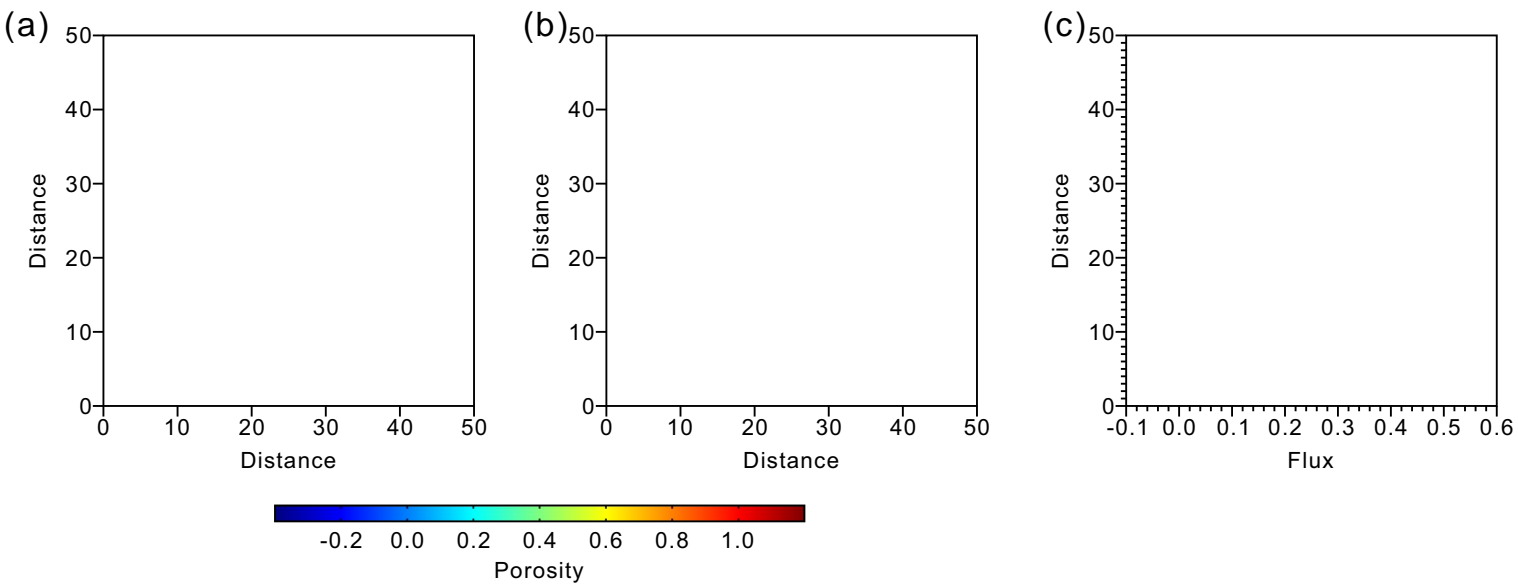 (a) (b) (c)
50 50 50
40 40 40
30 30 30
Distance Distance Distance
20 20 20
10 10 10
0 0 0
0 10 20 30 40 50 0 10 20 30 40 50 -0.1 0.0 0.1 0.2 0.3 0.4 0.5 0.6
Distance Distance Flux
-0.2 0.0 0.2 0.4 0.6 0.8 1.0
Porosity